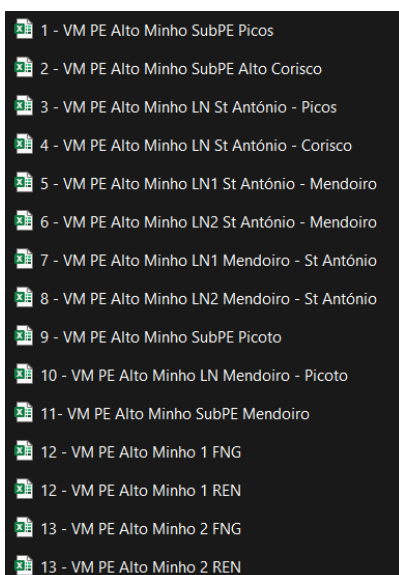 1 - VM PE Alto Minho SubPE Picos
2 - VM PE Alto Minho SubPE Alto Corisco
3 - VM PE Alto Minho LN St António - Picos
4 - VM PE Alto Minho LN St António - Corisco
5 - VM PE Alto Minho LN1 St António - Mendoiro
6 - VM PE Alto Minho LN2 St António - Mendoiro
7 - VM PE Alto Minho LN1 Mendoiro - St António
8 - VM PE Alto Minho LN2 Mendoiro - St António
9 - VM PE Alto Minho SubPE Picoto
10 - VM PE Alto Minho LN Mendoiro - Picoto
11- VM PE Alto Minho SubPE Mendoiro
12 - VM PE Alto Minho 1 FNG
12 - VM PE Alto Minho 1 REN
13 - VM PE Alto Minho 2 FNG
13 - VM PE Alto Minho 2 REN